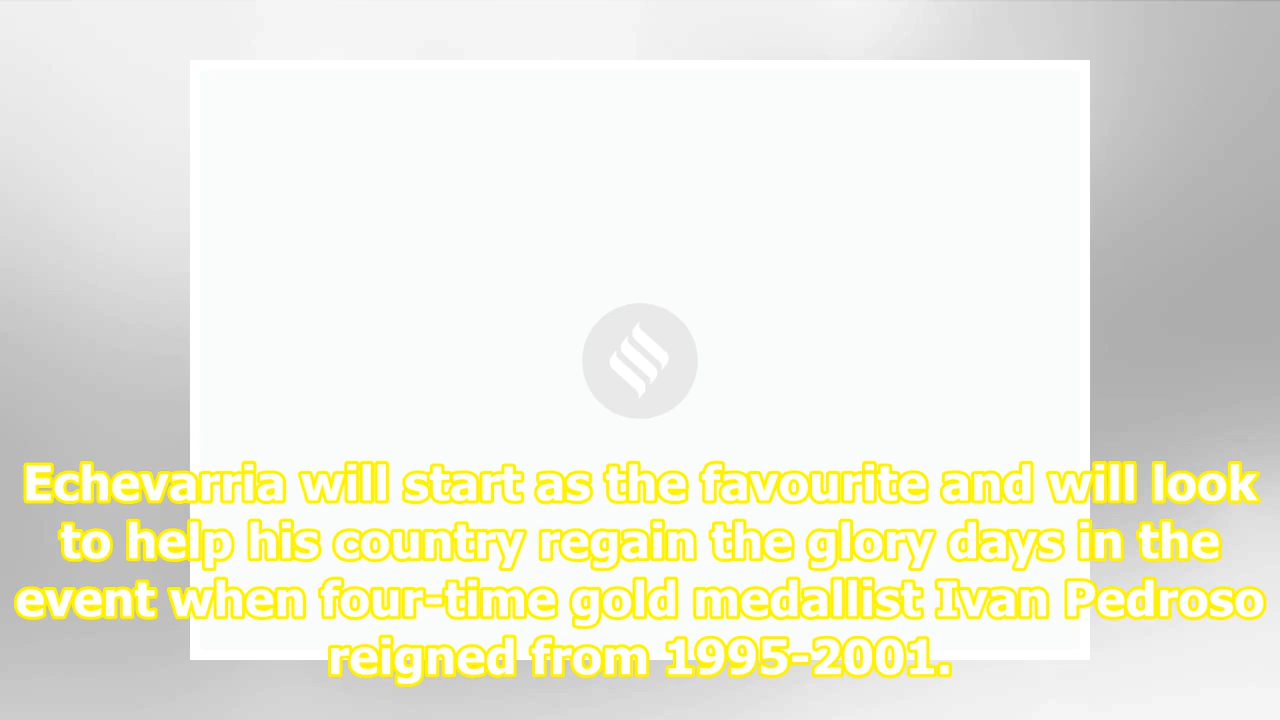 Echevarria will start as the favourite and will look
to help his country regain the glory days in the
event when four-time gold medallist Ivan Pedroso
reigned from 1995-2001.